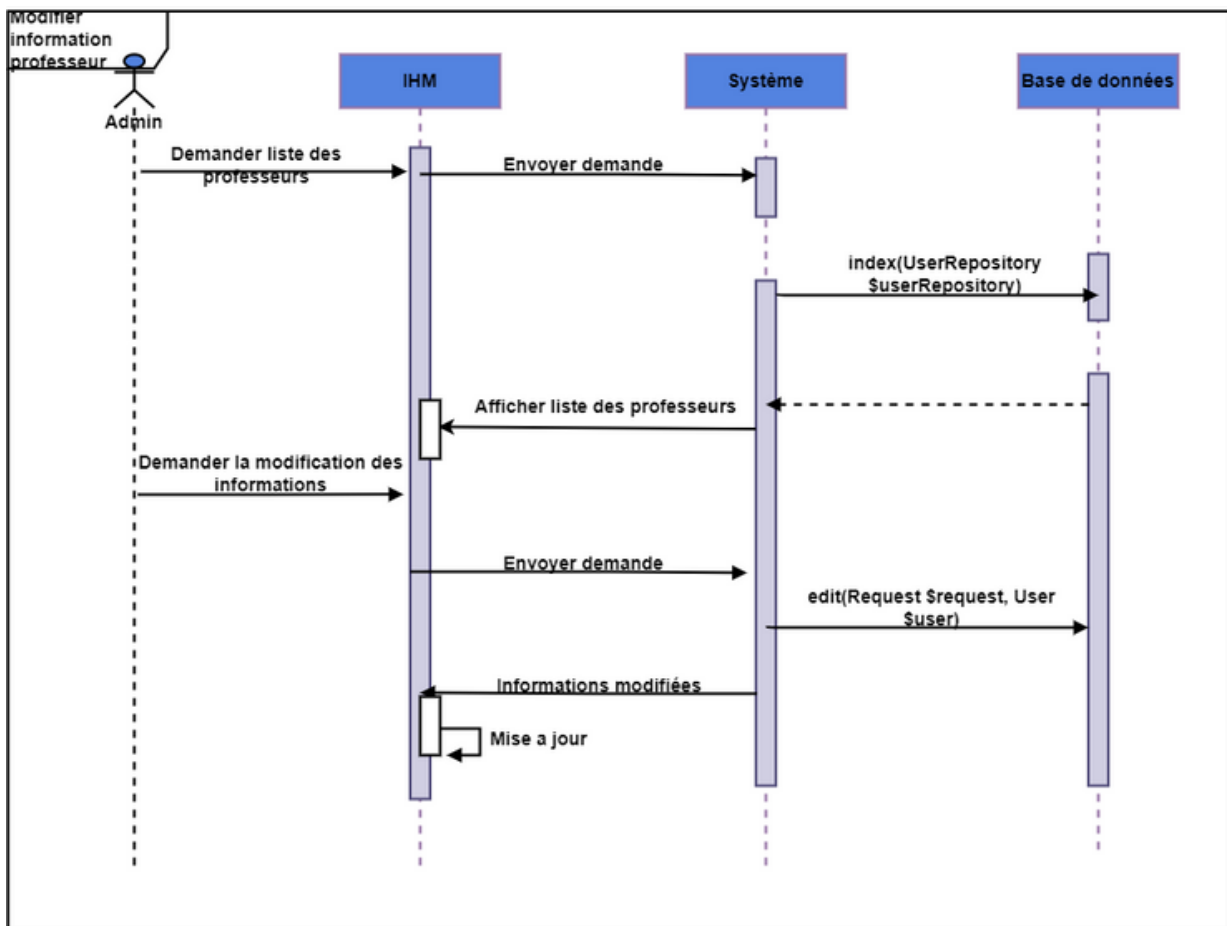 Modifier
information
professeur
IHM
Système
Base de données
Admin
Demander liste des
professeurs
Envoyer demande
index(UserRepository
$userRepository)
Afficher liste des professeurs
Demander la modification des
informations
Envoyer demande
edit(Request $request, User
$user)
Informations modifiées
Mise a jour